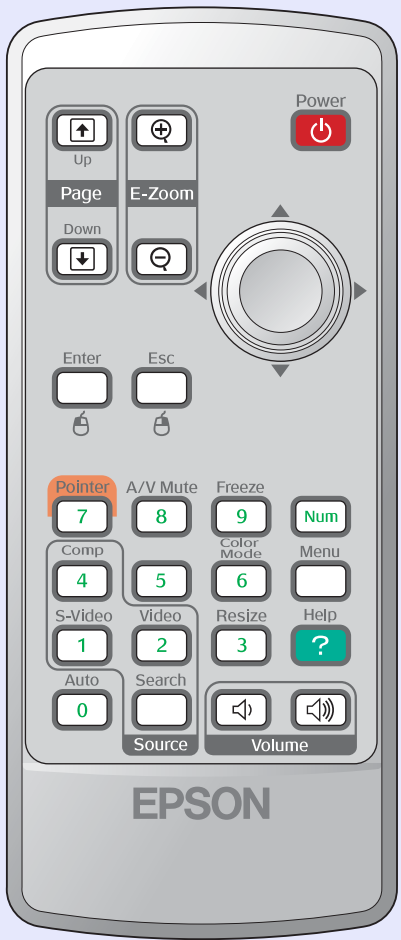 Power
Up
Page E-Zoom
Down
Enter Esc
Pointer A/V Mute Freeze
7 8 9 Num
Comp Color Mode Menu
4 5 6
S-Video Video Resize Help
1 2 3 ?
Auto Search
0
Source Volume
EPSON